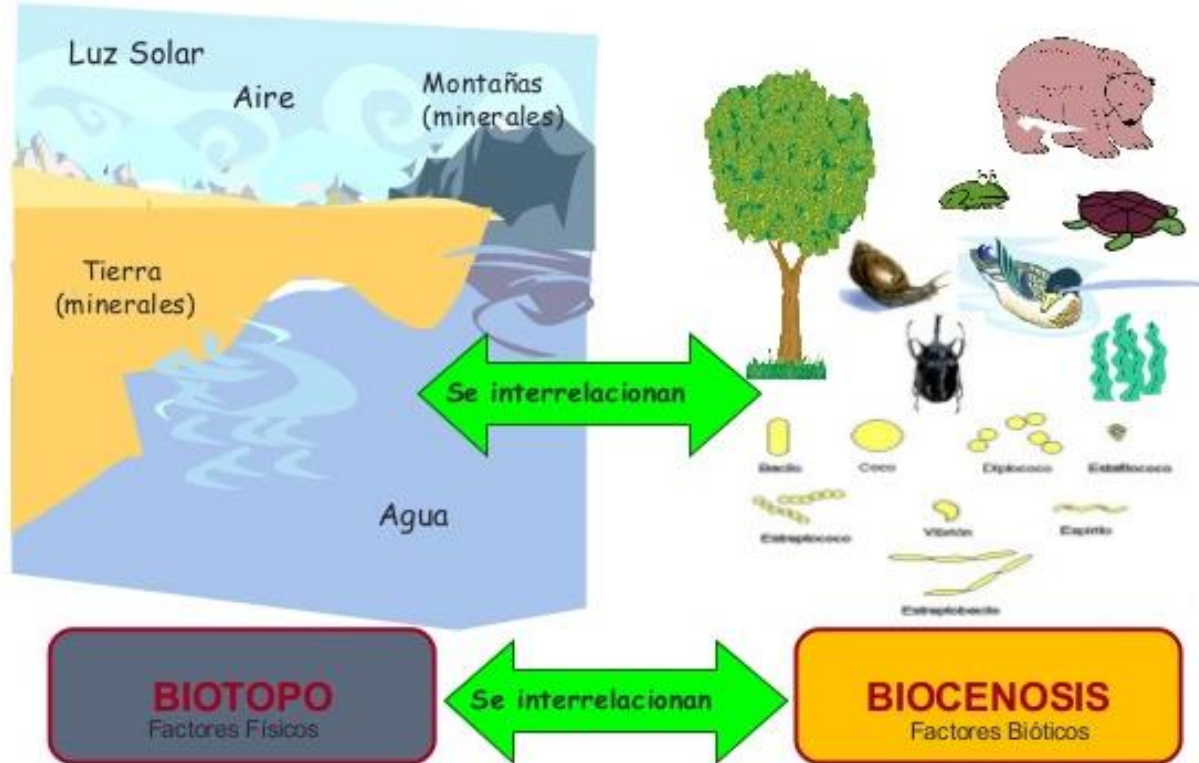 Luz Solar
Aire
Montañas
(minerales)
Tierra
(minerales)
Se interrelacionan
Agua
Bacilo
Coco
Diplococo
Estafilococo
Estreptococo
Vibrión
Espirilo
Estreptobacilo
BIOTOPO
Factores Físicos
Se interrelacionan
BIOCENOSIS
Factores Bióticos